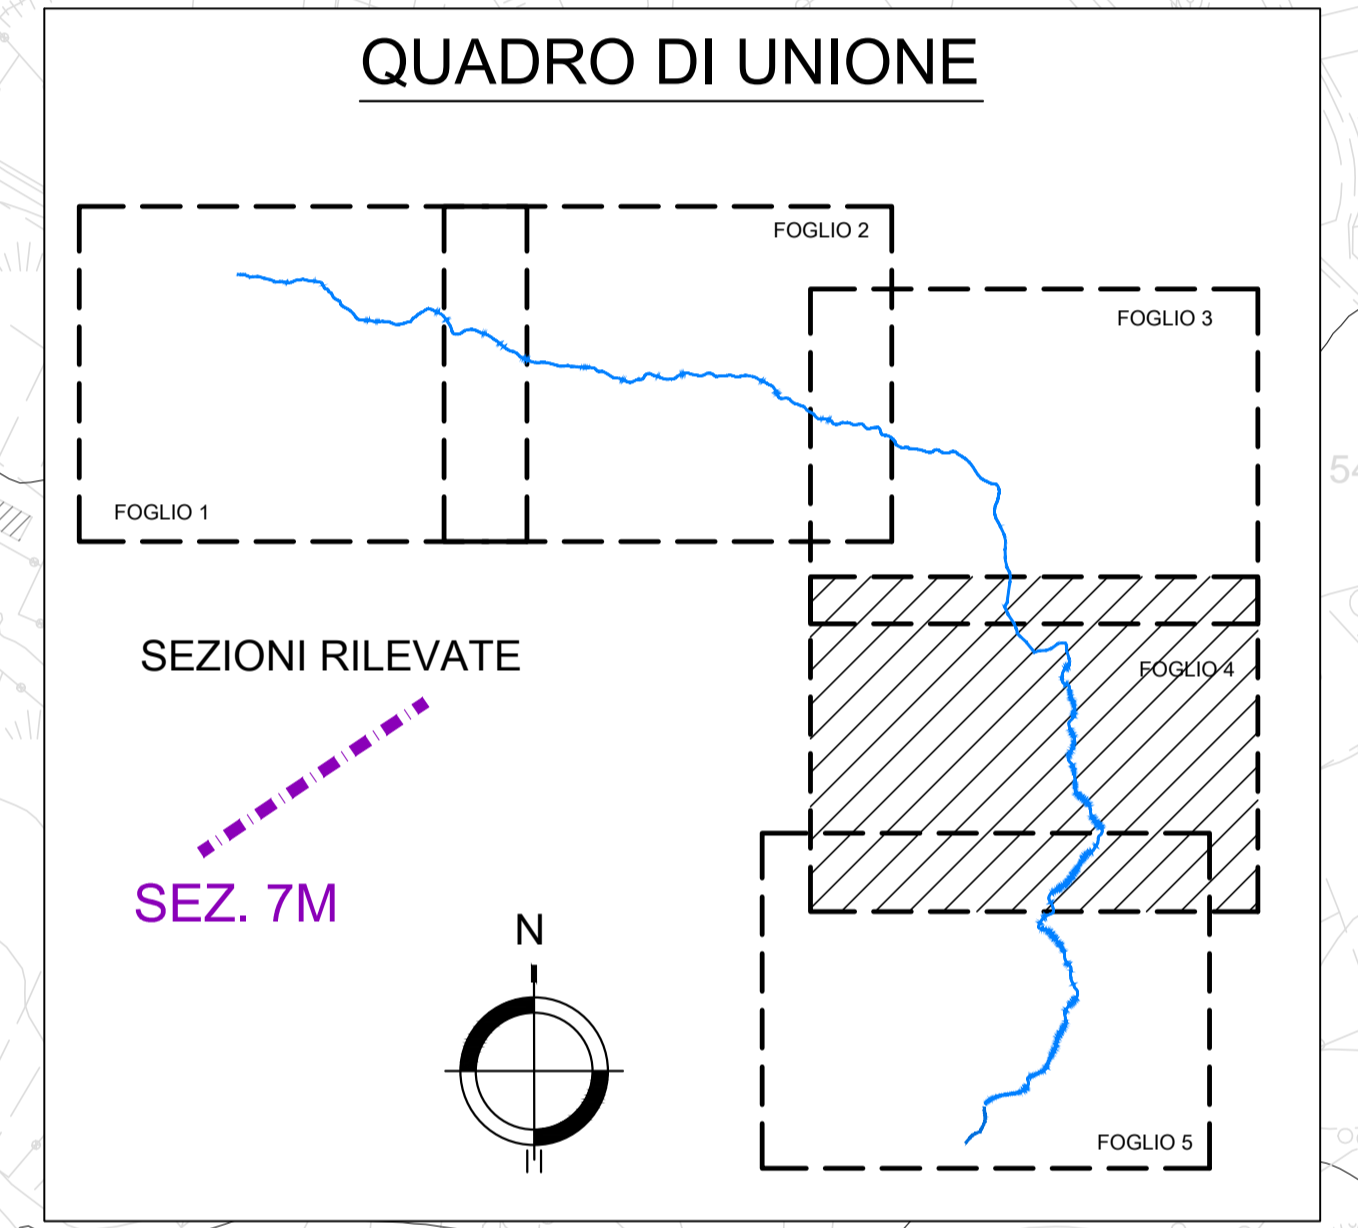 QUADRO DI UNIONE
FOGLIO 2
FOGLIO 3
FOGLIO 1
SEZIONI RILEVATE
FOGLIO 4
SEZ. 7M
N
FOGLIO 5